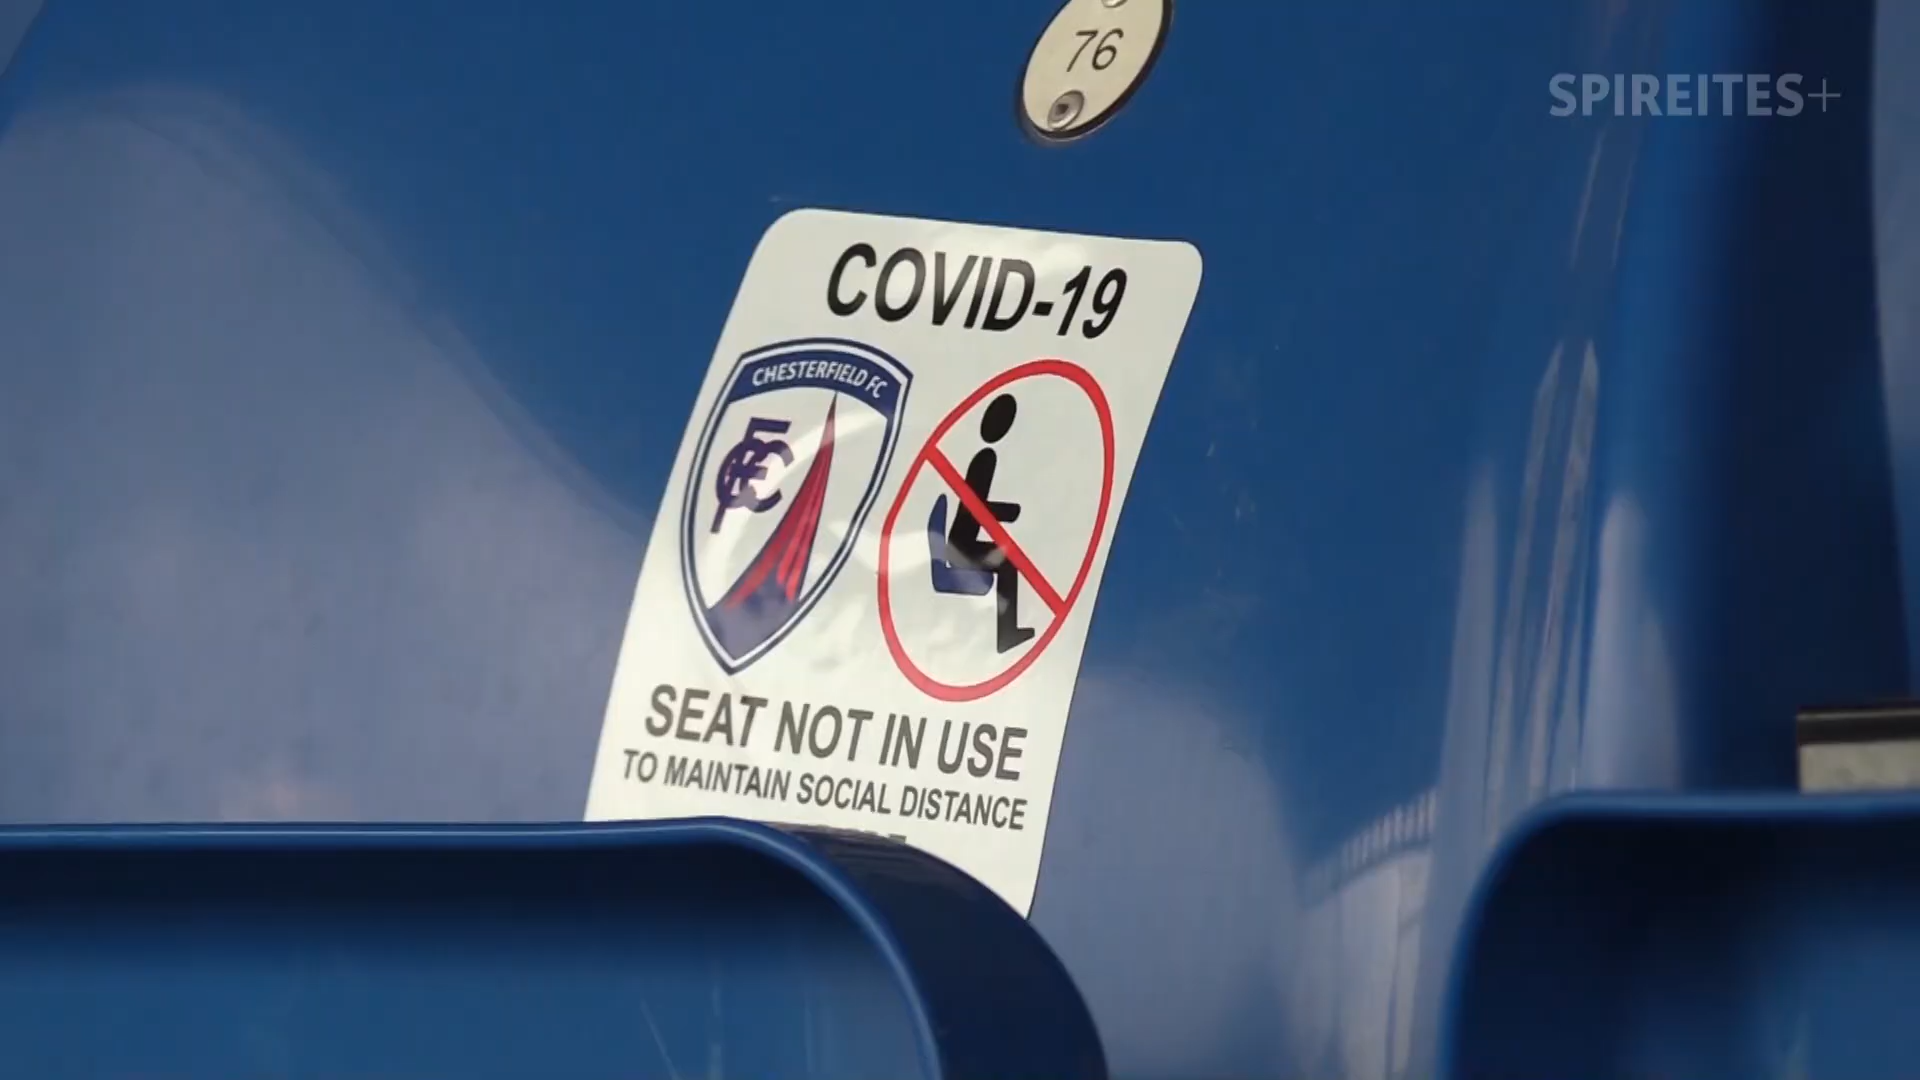 76
SPIREITES+
COVID-19
CHESTERFIELD FC
CFC
SEAT NOT IN USE
TO MAINTAIN SOCIAL DISTANCE